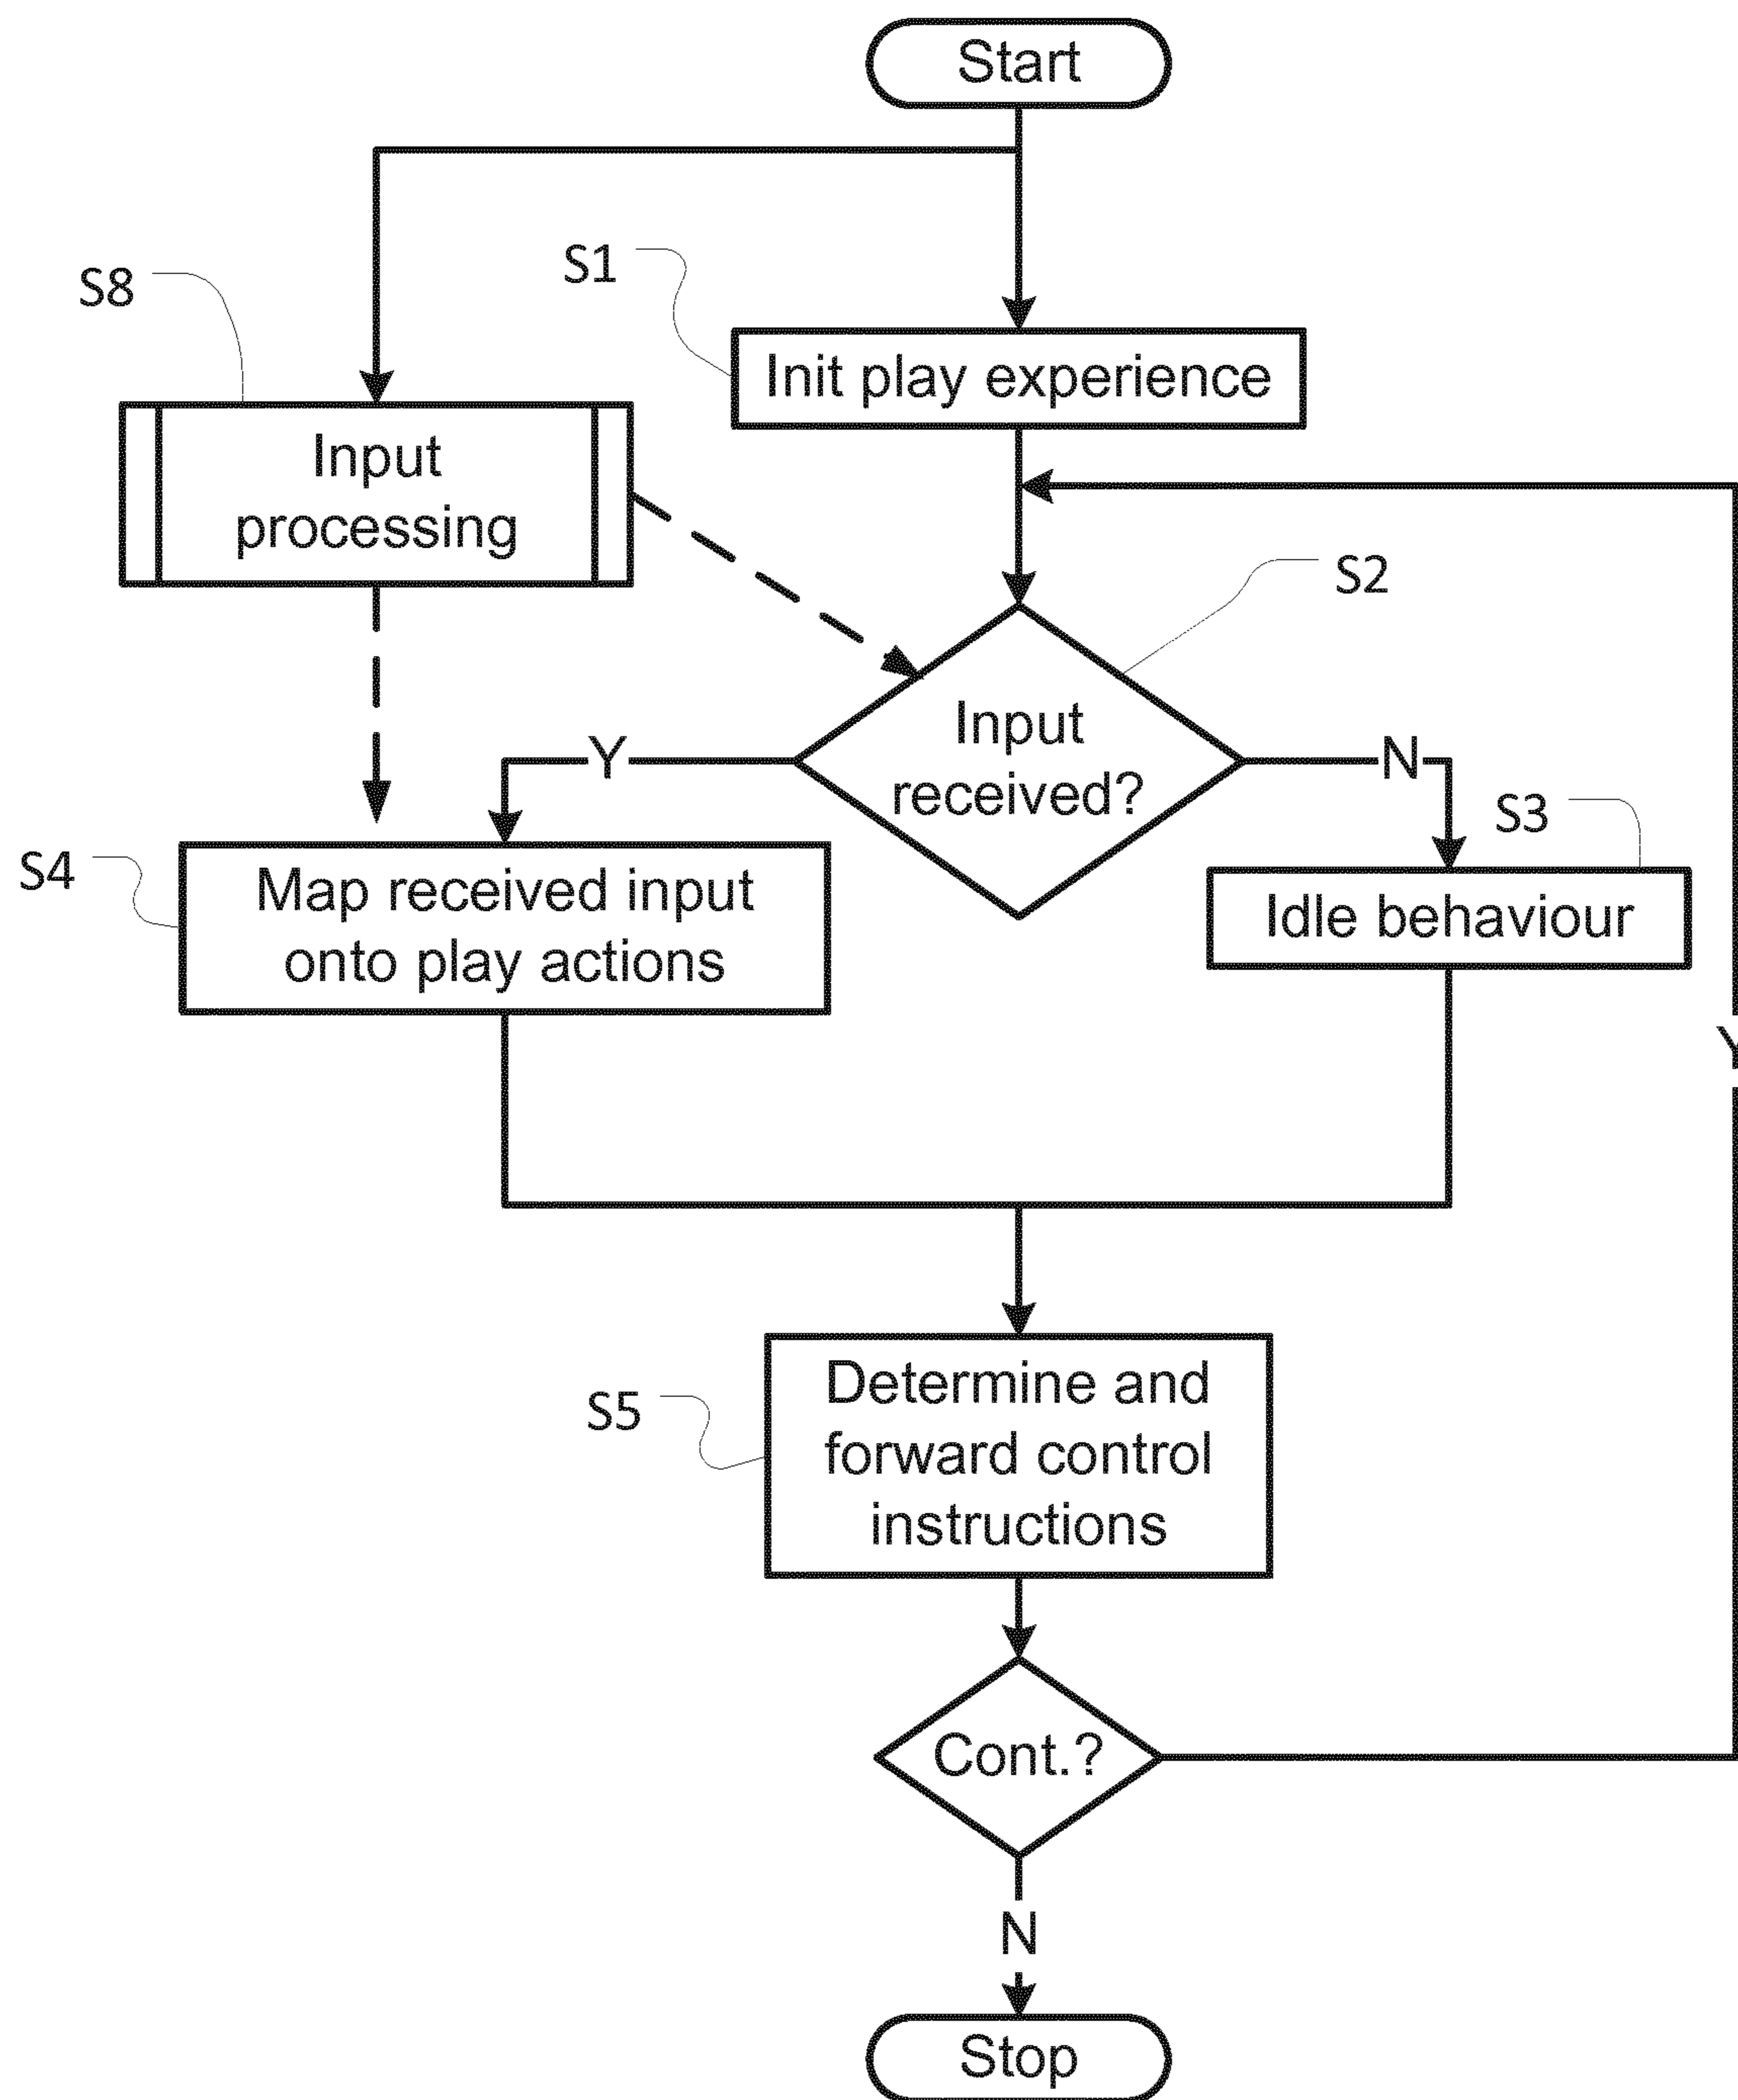 Start
S1
S8
Init play experience
Input
processing
S2
Input
received?
Y
N
S3
S4
Map received input
onto play actions
Idle behaviour
Y
S5
Determine and
forward control
instructions
Cont.?
N
Stop